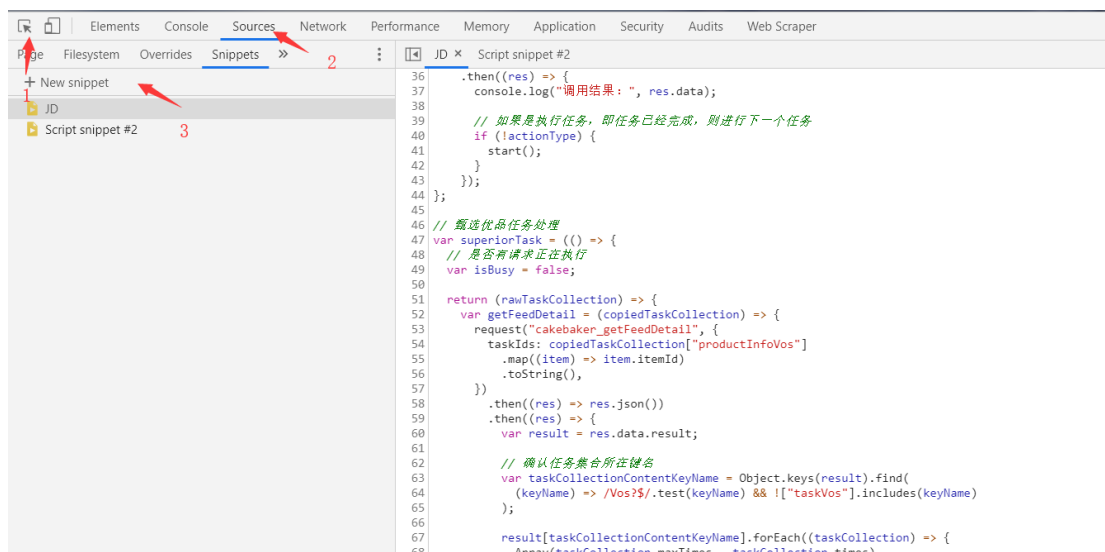 Elements Console Sources Network Performance Memory Application Security Audits Web Scraper
Page Filesystem Overrides Snippets » JD × Script snippet #2
2
+ New snippet
1
JD
Script snippet #2
3
36 .then((res) => {
37 console.log("调用结果：", res.data);
38
39 // 如果是执行任务，即任务已经完成，则进行下一个任务
40 if (!actionType) {
41 start();
42 }
43 });
44 };
45
46 // 甄选优品任务处理
47 var superiorTask = (() => {
48 // 是否有请求正在执行
49 var isBusy = false;
50
51 return (rawTaskCollection) => {
52 var getFeedDetail = (copiedTaskCollection) => {
53 request("cakebaker_getFeedDetail", {
54 taskIds: copiedTaskCollection["productInfoVos"]
55 .map((item) => item.itemId)
56 .toString(),
57 })
58 .then((res) => res.json())
59 .then((res) => {
60 var result = res.data.result;
61
62 // 确认任务集合所在键名
63 var taskCollectionContentKeyName = Object.keys(result).find(
64 (keyName) => /Vos?$/.test(keyName) && !["taskVos"].includes(keyName)
65 );
66
67 result[taskCollectionContentKeyName].forEach((taskCollection) => {
68 Array(taskCollection.maxTimes - taskCollection.times)